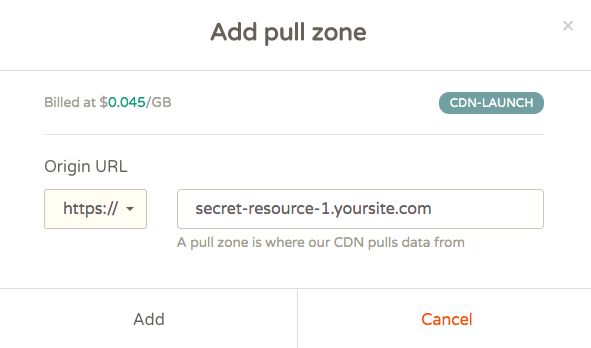 Add pull zone
×
Billed at $0.045/GB
CDN-LAUNCH
Origin URL
https://
secret-resource-1.yoursite.com
A pull zone is where our CDN pulls data from
Add
Cancel